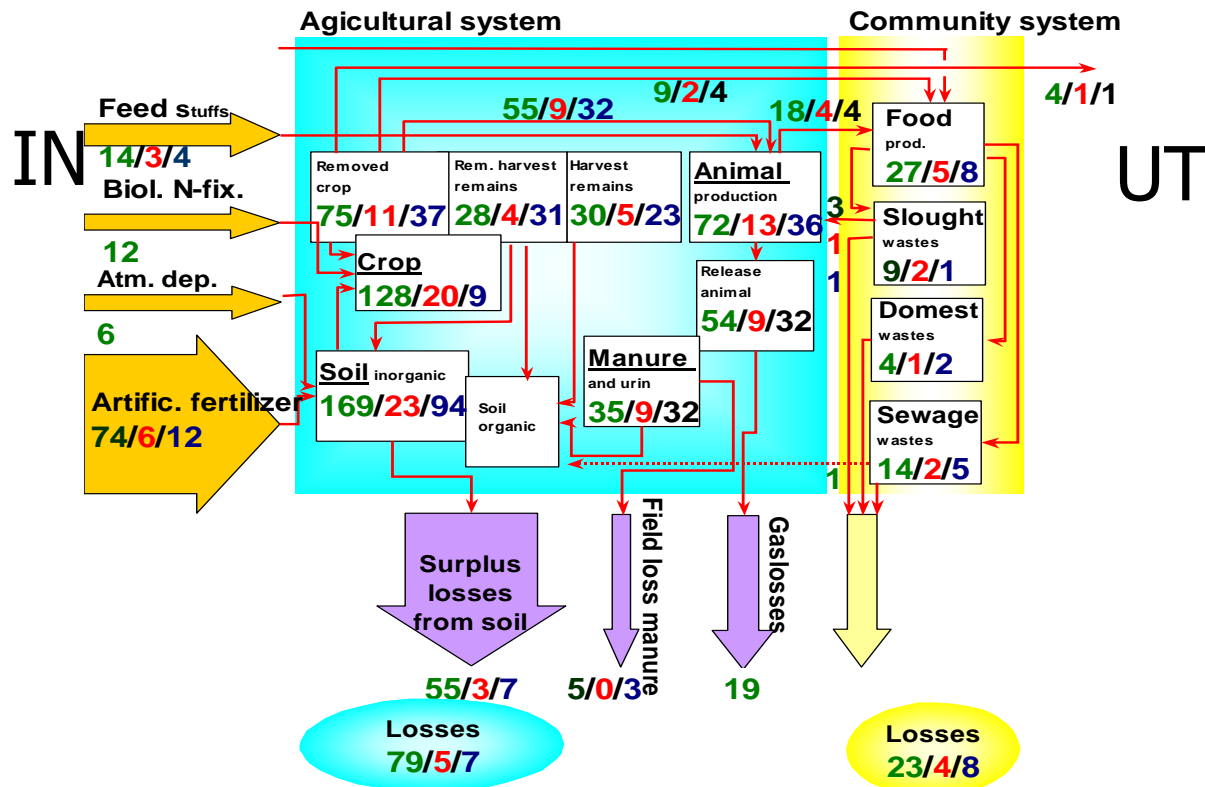 Agicultural system
Community system
9/2/4
4/1/1
Feed stuffs
55/9/32
18/4/4
IN
14/3/4
Food
prod.
27/5/8
UT
Removed
crop
75/11/37
Rem. harvest
remains
28/4/31
Harvest
remains
30/5/23
Animal
production
72/13/36
Biol. N-fix.
12
3
1
1
Slought
wastes
9/2/1
Crop
128/20/9
Release
animal
54/9/32
Atm. dep.
6
Domest
wastes
4/1/2
Soil inorganic
169/23/94
Soil
organic
Manure
and urin
35/9/32
Artific. fertilizer
74/6/12
Sewage
wastes
14/2/5
1
Surplus
losses
from soil
Field loss manure
Gaslosses
55/3/7
5/0/3
19
Losses
79/5/7
Losses
23/4/8